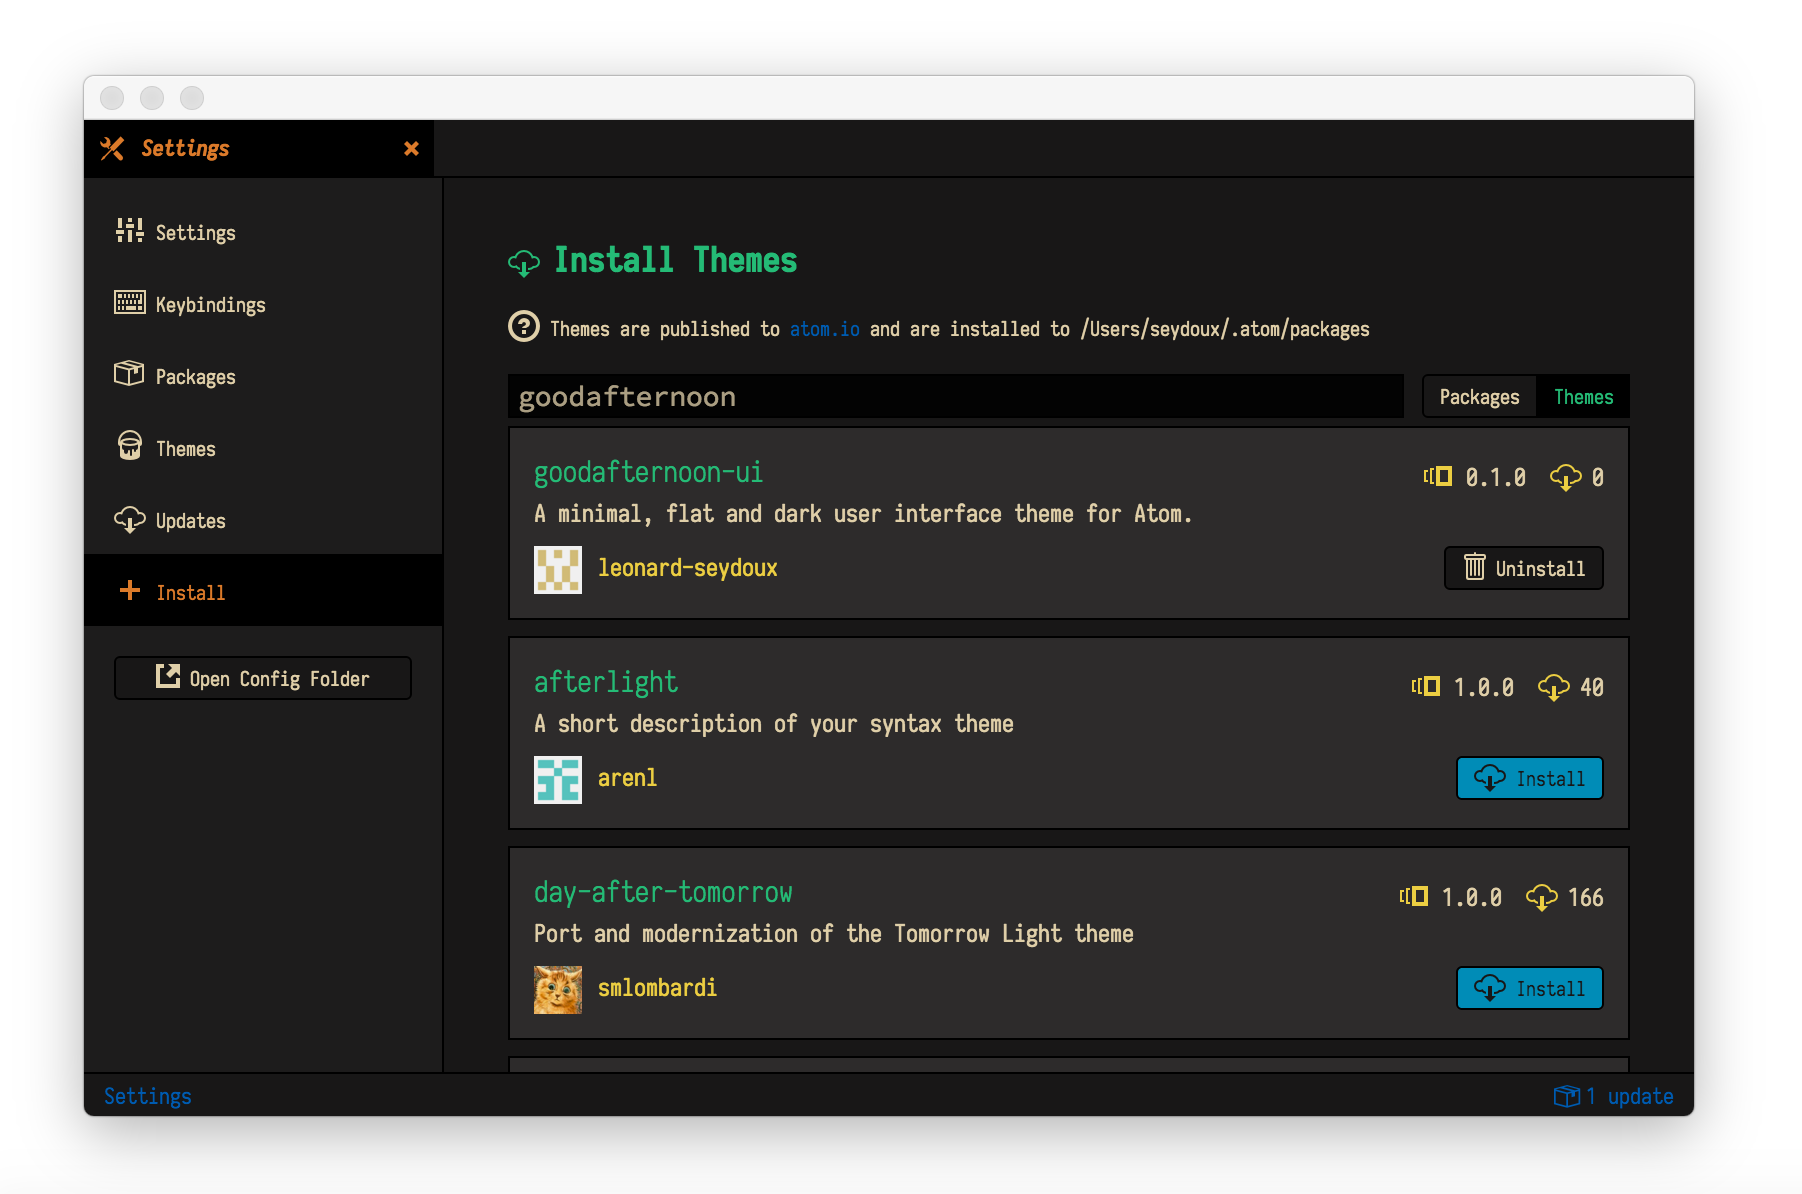 Settings
Settings
Keybindings
Packages
Themes
Updates
Install
Open Config Folder
Install Themes
Themes are published to atom.io and are installed to /Users/seydoux/.atom/packages
goodafternoon
Packages Themes
goodafternoon-ui 0.1.0 0
A minimal, flat and dark user interface theme for Atom.
leonard-seydoux Uninstall
afterlight 1.0.0 40
A short description of your syntax theme
arenl Install
day-after-tomorrow 1.0.0 166
Port and modernization of the Tomorrow Light theme
smlombardi Install
Settings 1 update